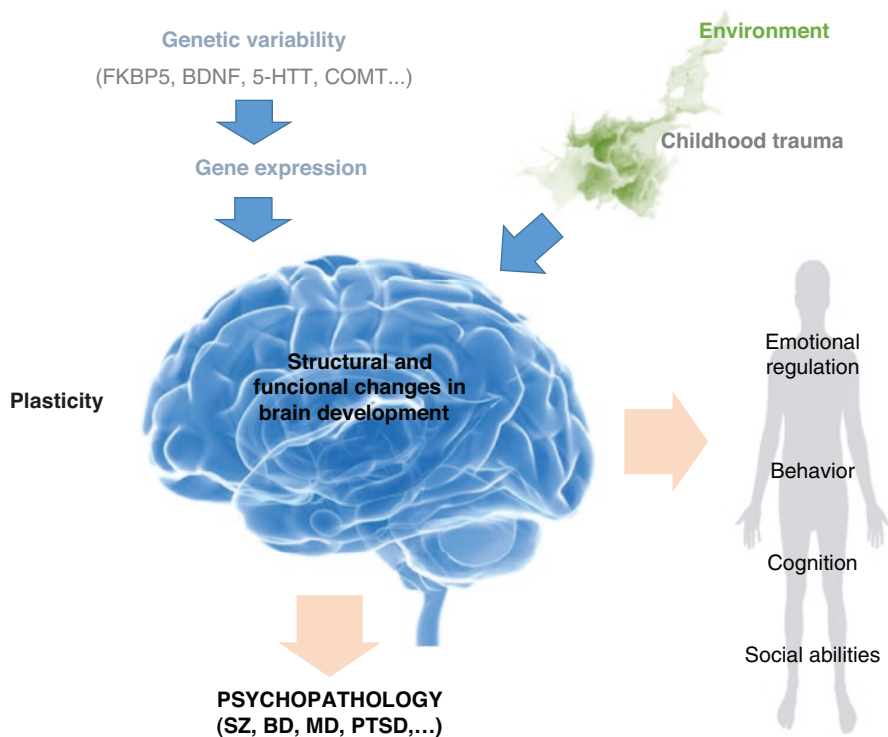 Genetic variability
(FKBP5, BDNF, 5-HTT, COMT...)
Gene expression
Environment
Childhood trauma
Plasticity
Structural and
funcional changes in
brain development
Emotional
regulation
Behavior
Cognition
Social abilities
PSYCHOPATHOLOGY
(SZ, BD, MD, PTSD,...)